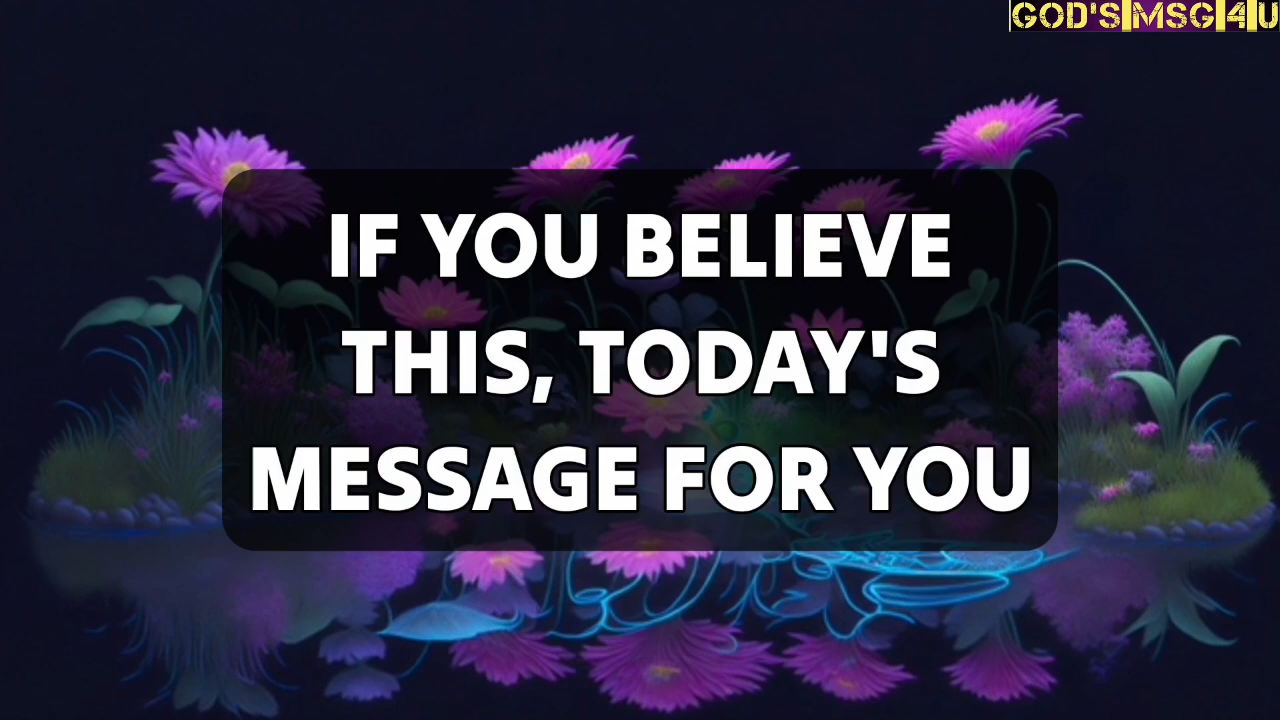 GOD'S MSG 4 U
IF YOU BELIEVE
THIS, TODAY'S
MESSAGE FOR YOU